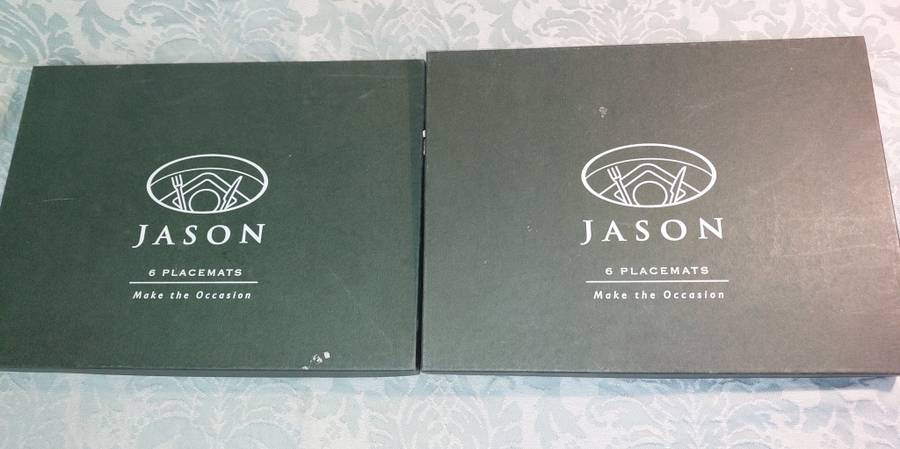 JASON
6 PLACEMATS
Make the Occasion
JASON
6 PLACEMATS
Make the Occasion